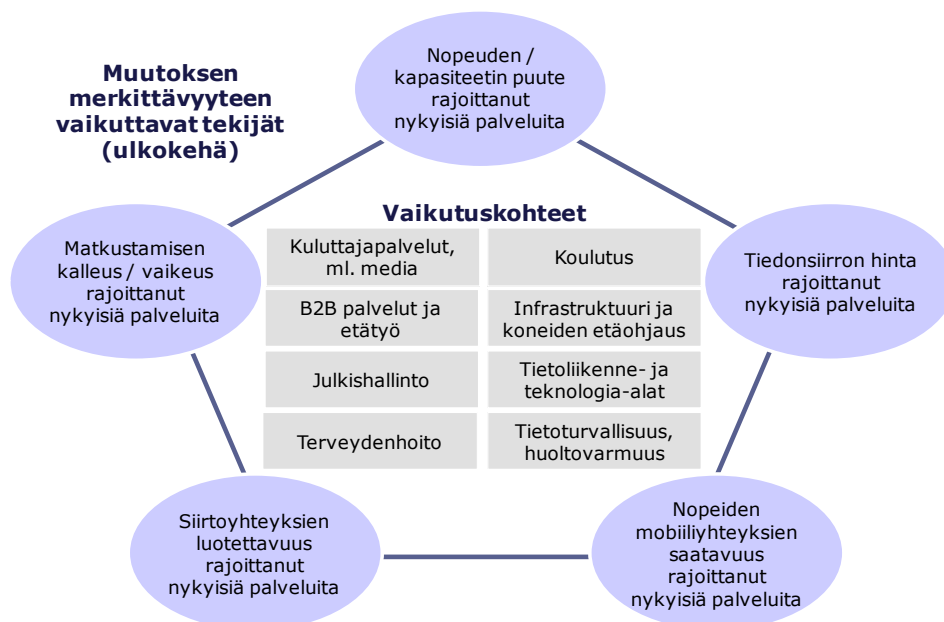 Muutoksen
merkittävyyteen
vaikuttavat tekijät
(ulkokehä)
Nopeuden /
kapasiteetin puute
rajoittanut
nykyisiä palveluita
Matkustamisen
kalleus / vaikeus
rajoittanut
nykyisiä palveluita
Vaikutuskohteet
Kuluttajapalvelut,
ml. media
Koulutus
B2B palvelut ja
etätyö
Infrastruktuuri ja
koneiden etäohjaus
Julkishallinto
Tietoliikenne- ja
teknologia-alat
Terveydenhoito
Tietoturvallisuus,
huoltovarmuus
Tiedonsiirron hinta
rajoittanut
nykyisiä palveluita
Siirtoyhteyksien
luotettavuus
rajoittanut
nykyisiä palveluita
Nopeiden
mobiiliyhteyksien
saatavuus
rajoittanut
nykyisiä palveluita